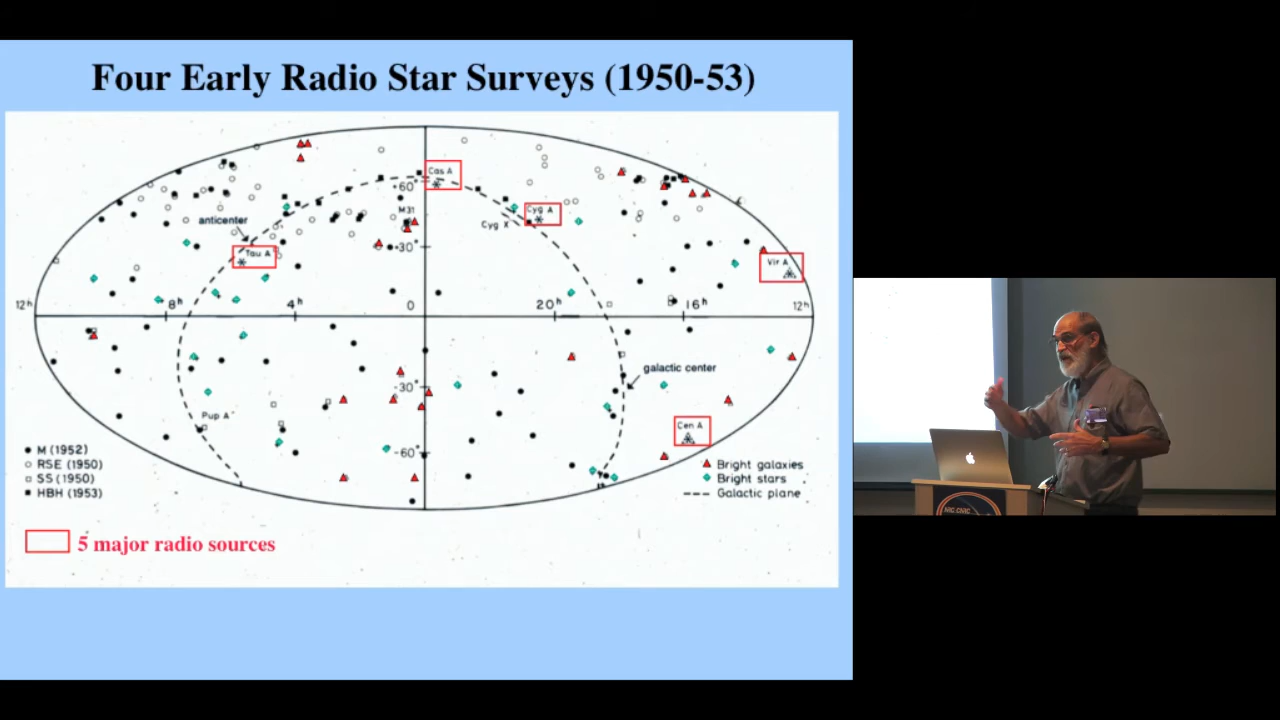 Four Early Radio Star Surveys (1950-53)
Cas A
+60°
M31
Cyg A
Cyg X
anticenter
+30°
Tau A
Vir A
12h
8h
4h
0
20h
16h
12h
galactic center
-30°
Pup A
Cen A
-60°
M (1952)
RSE (1950)
SS (1950)
HBH (1953)
Bright galaxies
Bright stars
Galactic plane
5 major radio sources